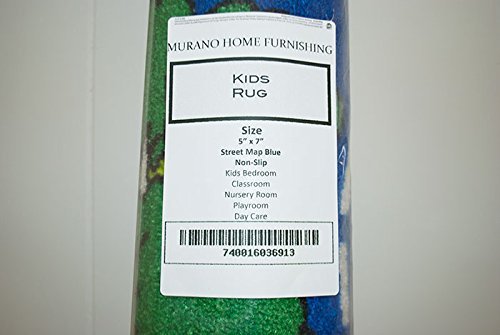 MURANO HOME FURNISHING
KIDS
RUG
Size
5" x 7"
Street Map Blue
Non-Slip
Kids Bedroom
Classroom
Nursery Room
Playroom
Day Care
740016036913